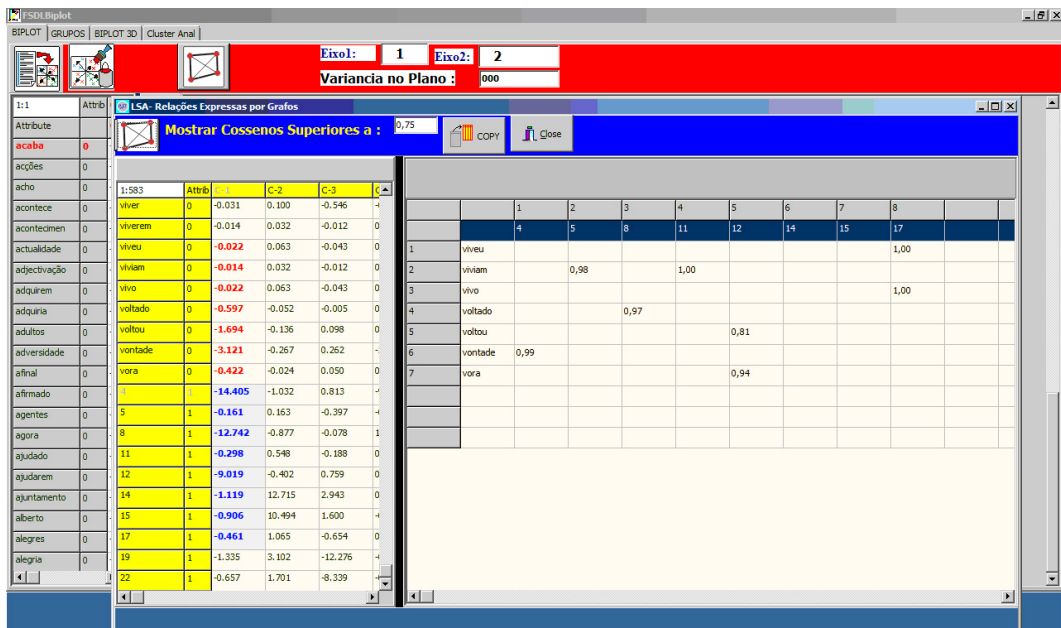 FSDLBiplot
BIPLOT GRUPOS BIPLOT 3D Cluster Anal
Eixo1: 1 Eixo2: 2
Variancia no Plano : 000
1:1 Attrib
Attribute
acaba 0
acções 0
acho 0
acontece 0
acontecimen 0
actualidade 0
adjectivação 0
adquirem 0
adquiria 0
adultos 0
adversidade 0
afinal 0
afirmado 0
agentes 0
agora 0
ajudado 0
ajudarem 0
ajuntamento 0
alberto 0
alegres 0
alegria 0
LSA- Relações Expressas por Grafos
Mostrar Cossenos Superiores a : 0,75 COPY Close
1:583 Attrib C-1 C-2 C-3
viver 0 -0.031 0.100 -0.546
viverem 0 -0.014 0.032 -0.012 0
viveu 0 -0.022 0.063 -0.043 0
viviam 0 -0.014 0.032 -0.012 0
vivo 0 -0.022 0.063 -0.043 0
voltado 0 -0.597 -0.052 -0.005 0
voltou 0 -1.694 -0.136 0.098 0
vontade 0 -3.121 -0.267 0.262 -
vora 0 -0.422 -0.024 0.050 0
4 1 -14.405 -1.032 0.813
5 1 -0.161 0.163 -0.397
8 1 -12.742 -0.877 -0.078 1
11 1 -0.298 0.548 -0.188 0
12 1 -9.019 -0.402 0.759 0
14 1 -1.119 12.715 2.943 0
15 1 -0.906 10.494 1.600
17 1 -0.461 1.065 -0.654 0
19 1 -1.335 3.102 -12.276
22 1 -0.657 1.701 -8.339
1 2 3 4 5 6 7 8
4 5 8 11 12 14 15 17
1 viveu 1,00
2 viviam 0,98 1,00
3 vivo 1,00
4 voltado 0,97
5 voltou 0,81
6 vontade 0,99
7 vora 0,94